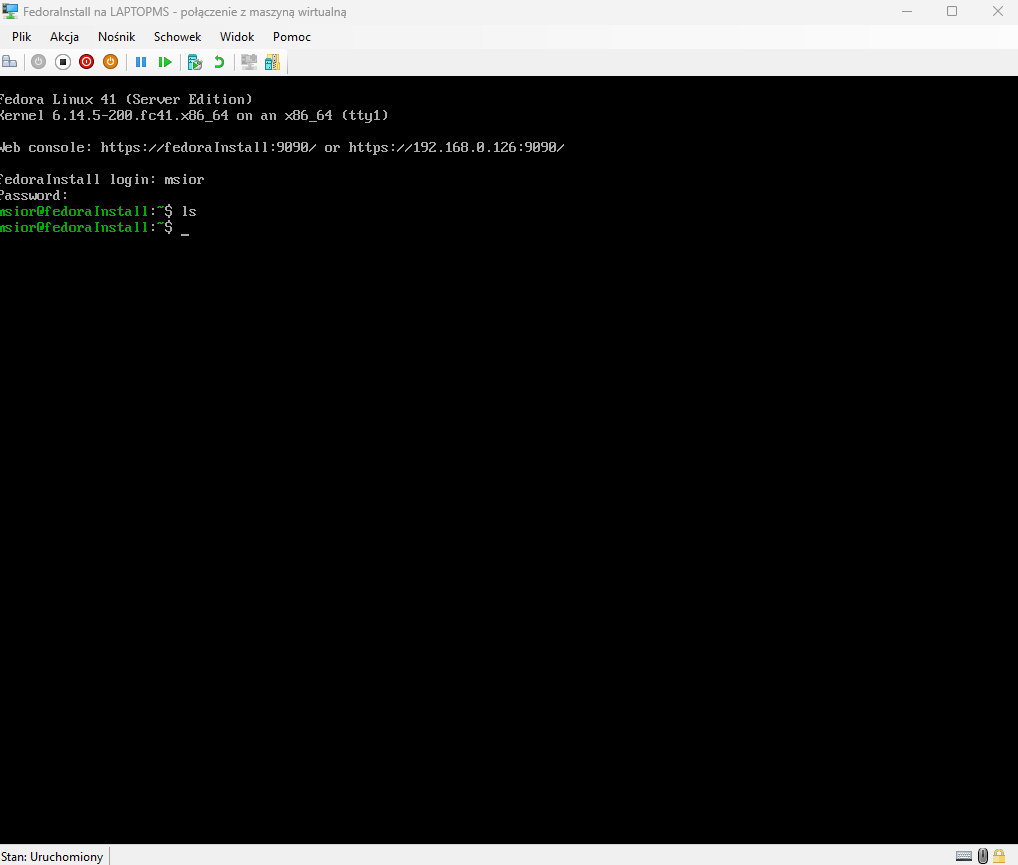 FedoraInstall na LAPTOPMS - połączenie z maszyną wirtualną
Plik Akcja Nośnik Schowek Widok Pomoc
Fedora Linux 41 (Server Edition)
Kernel 6.14.5-200.fc41.x86_64 on an x86_64 (tty1)
Web console: https://fedoraInstall:9090/ or https://192.168.0.126:9090/
fedoraInstall login: msior
Password:
msior@fedoraInstall:~$ ls
msior@fedoraInstall:~$ _
Stan: Uruchomiony